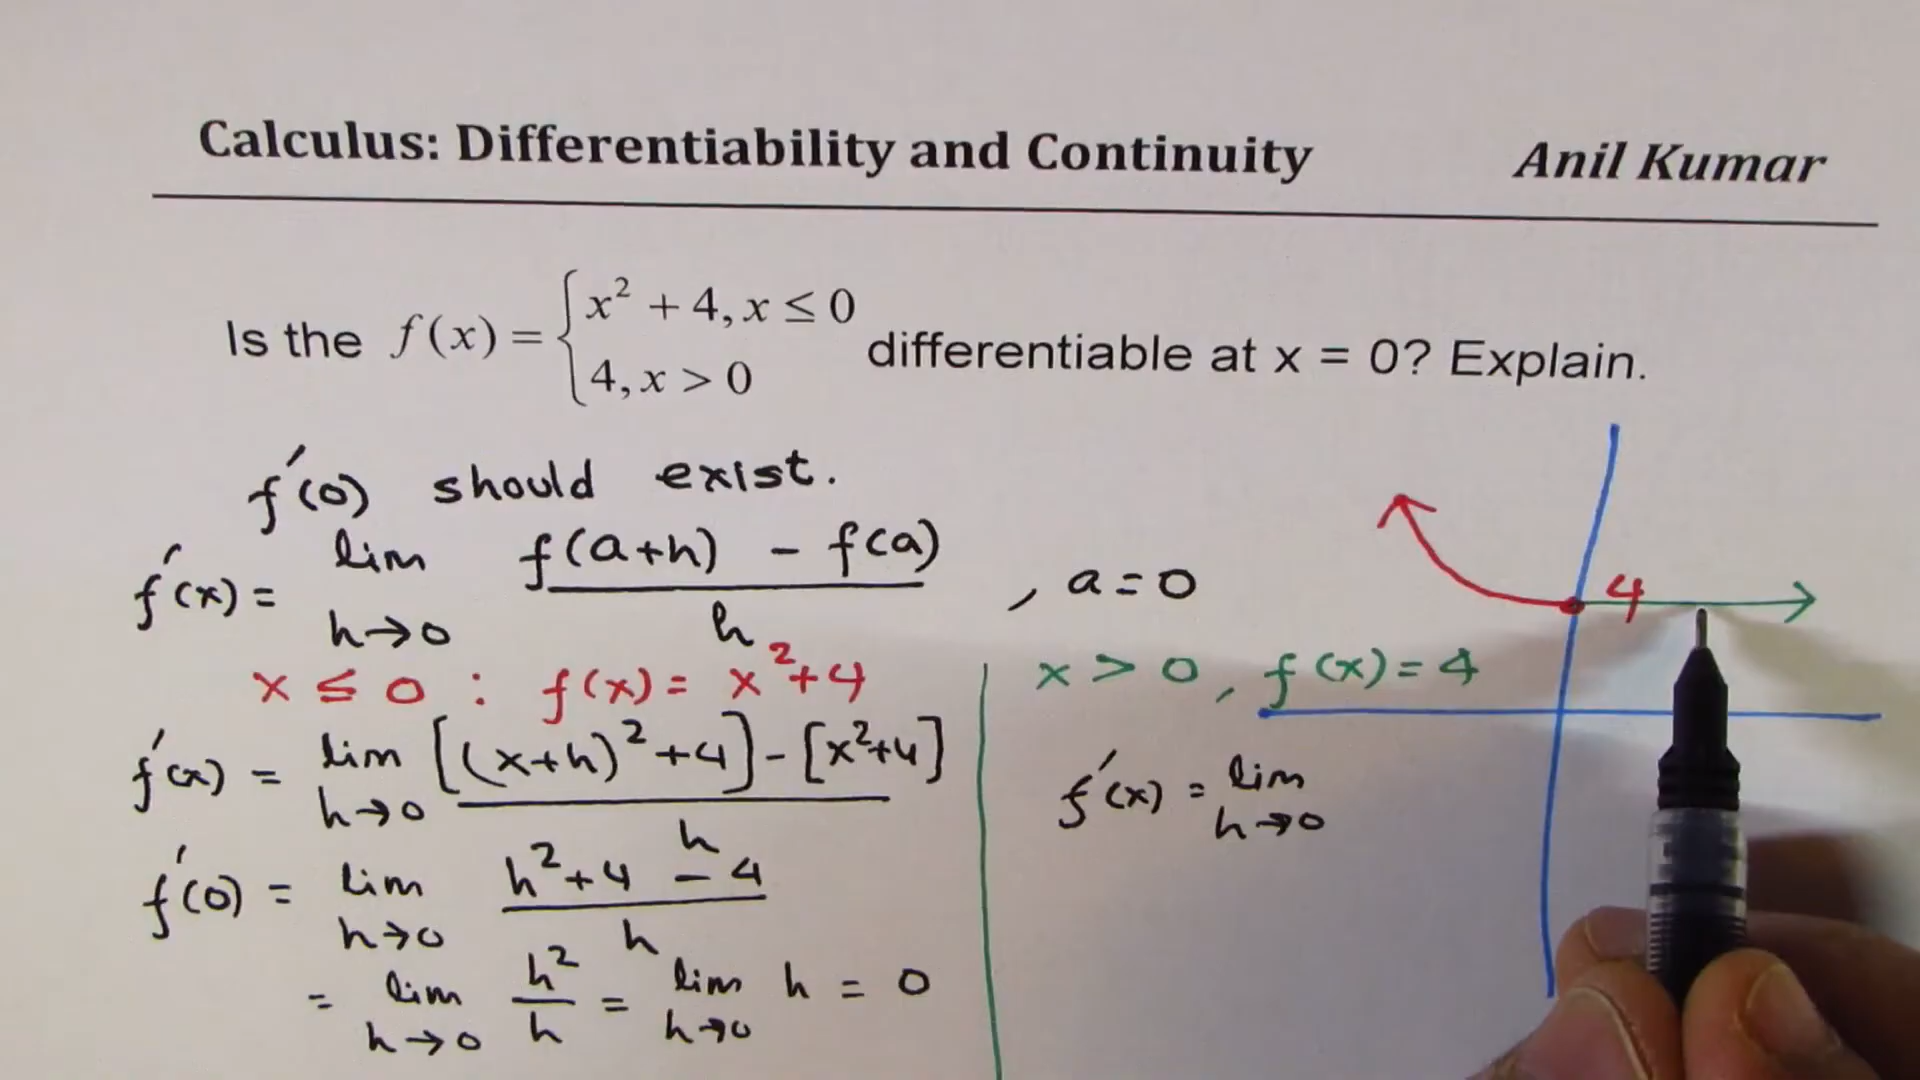 Calculus: Differentiability and Continuity Anil Kumar
Is the f(x) = { x² + 4, x ≤ 0
4, x > 0
differentiable at x = 0? Explain.
f'(0) should exist.
f'(x) = lim h→0 (f(a+h) - f(a)) / h , a = 0
x ≤ 0 : f(x) = x²+4
f'(x) = lim h→0 ([(x+h)²+4] - [x²+4]) / h
f'(0) = lim h→0 (h²+4 - 4) / h
= lim h→0 h²/h = lim h→0 h = 0
4
x > 0, f(x) = 4
f'(x) = lim h→0